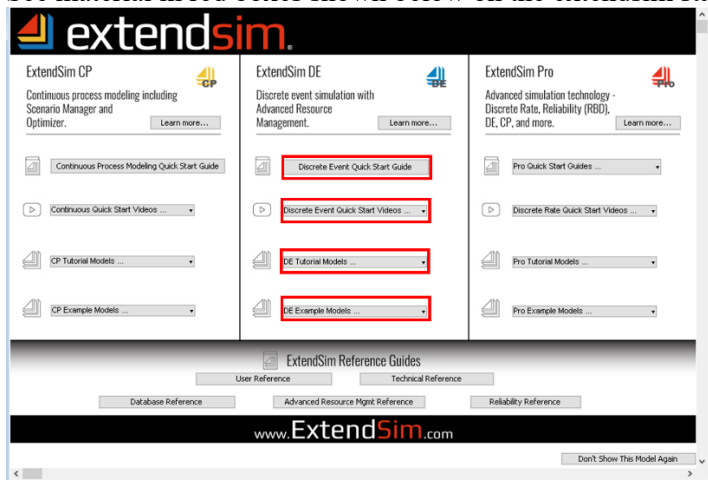 extendsim.
ExtendSim CP
CP
Continuous process modeling including
Scenario Manager and
Optimizer.
Learn more...
Continuous Process Modeling Quick Start Guide
Continuous Quick Start Videos ...
CP Tutorial Models ...
CP Example Models ...
ExtendSim DE
DE
Discrete event simulation with
Advanced Resource
Management.
Learn more...
Discrete Event Quick Start Guide
Discrete Event Quick Start Videos ...
DE Tutorial Models ...
DE Example Models ...
ExtendSim Pro
Pro
Advanced simulation technology -
Discrete Rate, Reliability (RBD),
DE, CP, and more.
Learn more...
Pro Quick Start Guides ...
Discrete Rate Quick Start Videos ...
Pro Tutorial Models ...
Pro Example Models ...
ExtendSim Reference Guides
User Reference
Technical Reference
Database Reference
Advanced Resource Mgmt Reference
Reliability Reference
www.ExtendSim.com
Don't Show This Model Again